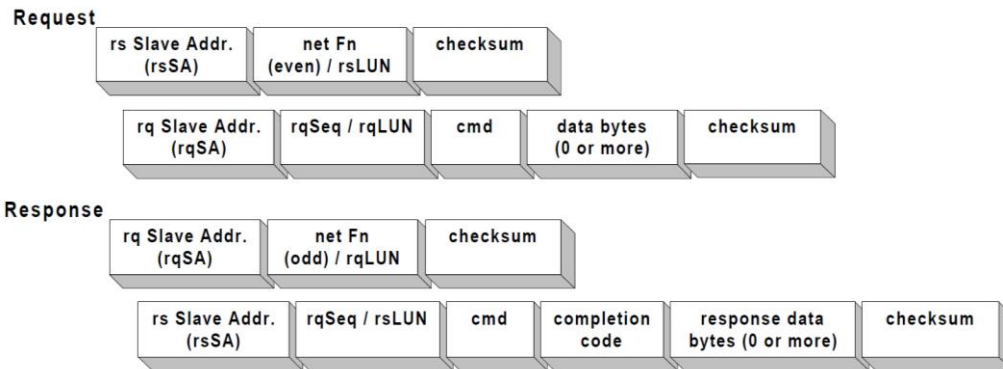 Request
rs Slave Addr. net Fn checksum
(rsSA) (even) / rsLUN
rq Slave Addr. rqSeq / rqLUN cmd data bytes checksum
(rqSA) (0 or more)
Response
rq Slave Addr. net Fn checksum
(rqSA) (odd) / rqLUN
rs Slave Addr. rqSeq / rsLUN cmd completion response data checksum
(rsSA) code bytes (0 or more)